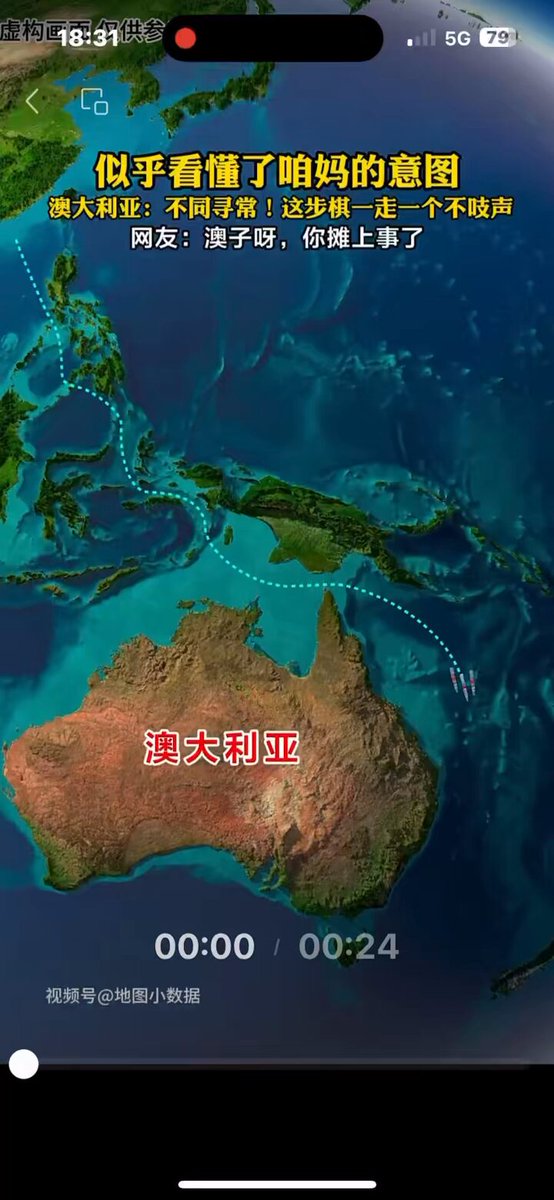 虚构画面 仅供参
18:31
5G
79
似乎看懂了咱妈的意图
澳大利亚：不同寻常！这步棋一走一个不吱声
网友：澳子呀，你摊上事了
澳大利亚
00:00 / 00:24
视频号@地图小数据